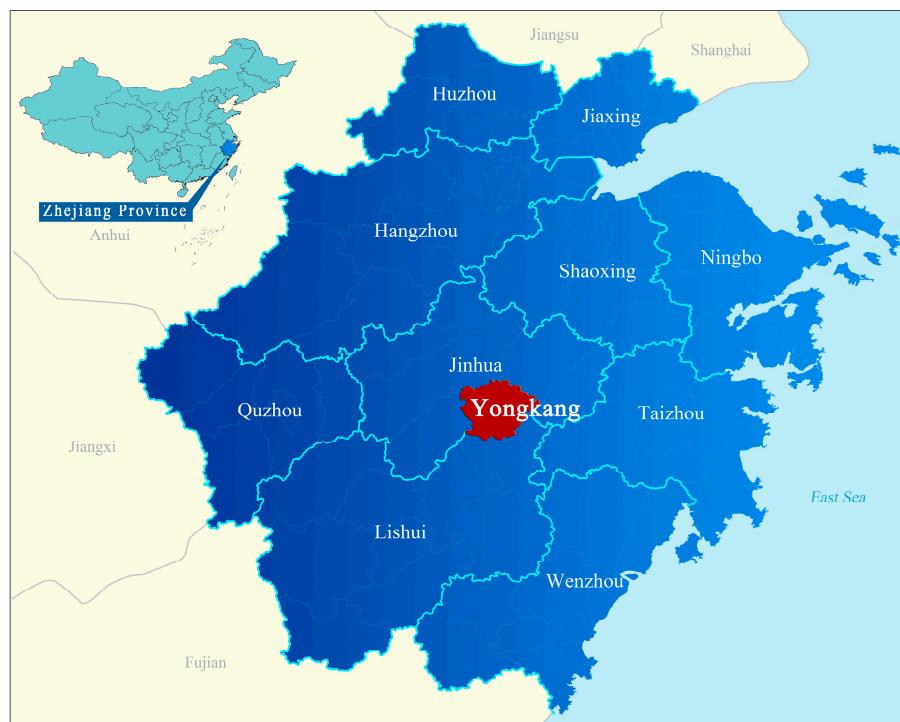 Jiangsu
Shanghai
Huzhou
Jiaxing
Zhejiang Province
Anhui
Hangzhou
Ningbo
Shaoxing
Jinhua
Quzhou
Yongkang
Taizhou
Jiangxi
East Sea
Lishui
Wenzhou
Fujian